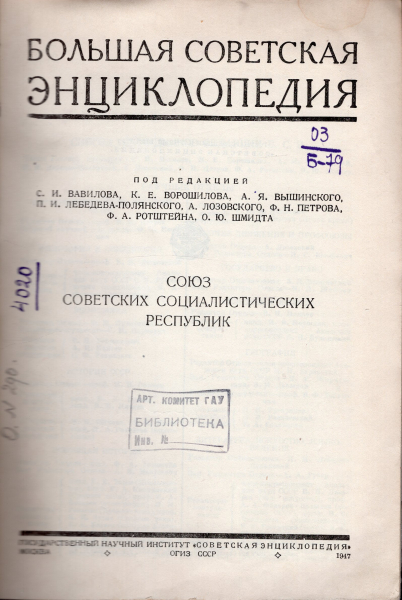 БОЛЬШАЯ СОВЕТСКАЯ
ЭНЦИКЛОПЕДИЯ
03
Б-79
ПОД РЕДАКЦИЕЙ
С. И. ВАВИЛОВА, К. Е. ВОРОШИЛОВА, А. Я. ВЫШИНСКОГО,
П. И. ЛЕБЕДЕВА-ПОЛЯНСКОГО, А. ЛОЗОВСКОГО, Ф. Н. ПЕТРОВА,
Ф. А. РОТШТЕЙНА, О. Ю. ШМИДТА
4020
СОЮЗ
СОВЕТСКИХ СОЦИАЛИСТИЧЕСКИХ
РЕСПУБЛИК
АРТ. КОМИТЕТ ГАУ
БИБЛИОТЕКА
Инв. №
ГОСУДАРСТВЕННЫЙ НАУЧНЫЙ ИНСТИТУТ «СОВЕТСКАЯ ЭНЦИКЛОПЕДИЯ»
МОСКВА ОГИЗ СССР 1947